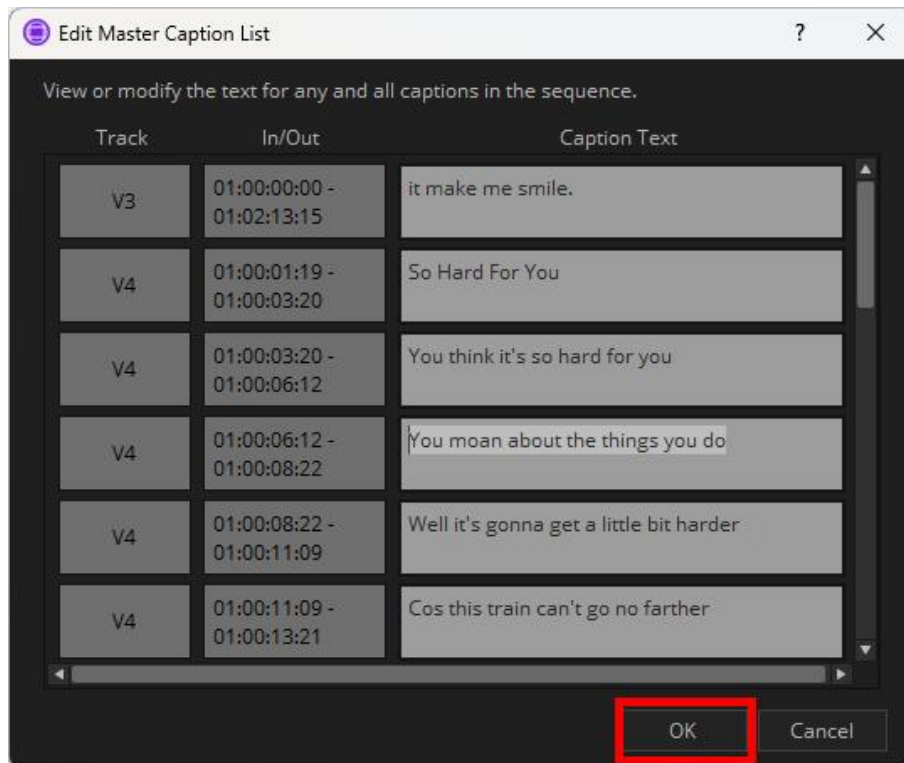 Edit Master Caption List
?
View or modify the text for any and all captions in the sequence.
Track In/Out Caption Text
V3
01:00:00:00 -
01:02:13:15
it make me smile.
V4
01:00:01:19 -
01:00:03:20
So Hard For You
V4
01:00:03:20 -
01:00:06:12
You think it's so hard for you
V4
01:00:06:12 -
01:00:08:22
You moan about the things you do
V4
01:00:08:22 -
01:00:11:09
Well it's gonna get a little bit harder
V4
01:00:11:09 -
01:00:13:21
Cos this train can't go no farther
OK Cancel